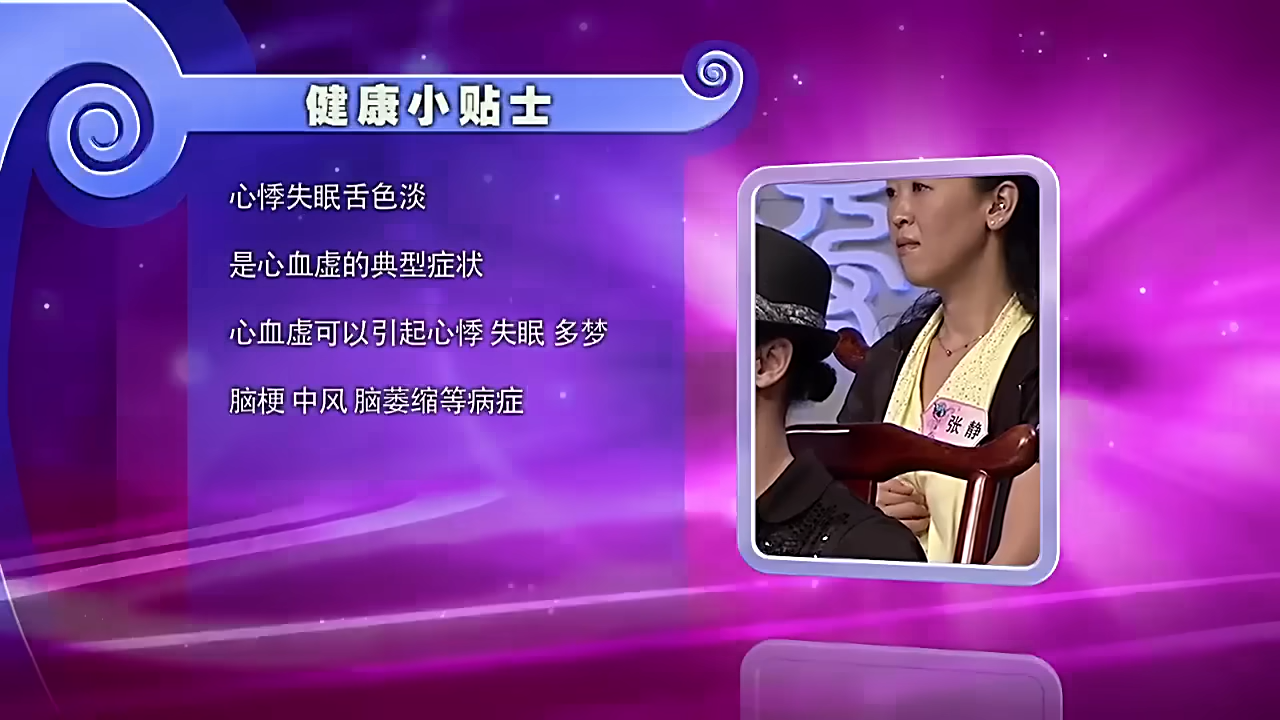 健康小贴士
心悸失眠舌色淡
是心血虚的典型症状
心血虚可以引起心悸 失眠 多梦
脑梗 中风 脑萎缩等病症
张静